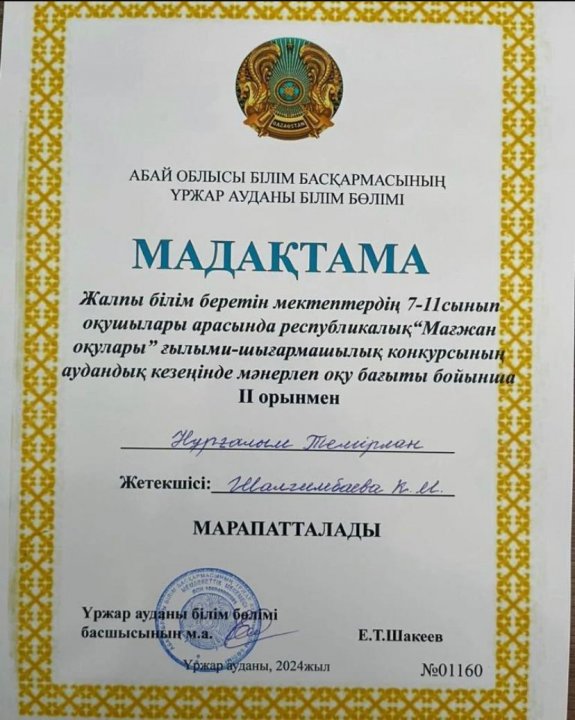 QAZAQSTAN
АБАЙ ОБЛЫСЫ БІЛІМ БАСҚАРМАСЫНЫҢ
ҮРЖАР АУДАНЫ БІЛІМ БӨЛІМІ
МАДАҚТАМА
Жалпы білім беретін мектептердің 7-11сынып
оқушылары арасында республикалық“Мағжан
оқулары” ғылыми-шығармашылық конкурсының
аудандық кезеңінде мәнерлеп оқу бағыты бойынша
II орынмен
Нұрғалым Темірлан
Жетекшісі: Шалгимбаева К.М.
МАРАПАТТАЛАДЫ
Үржар ауданы білім бөлімі
басшысының м.а. Е.Т.Шакеев
Үржар ауданы, 2024жыл
№01160